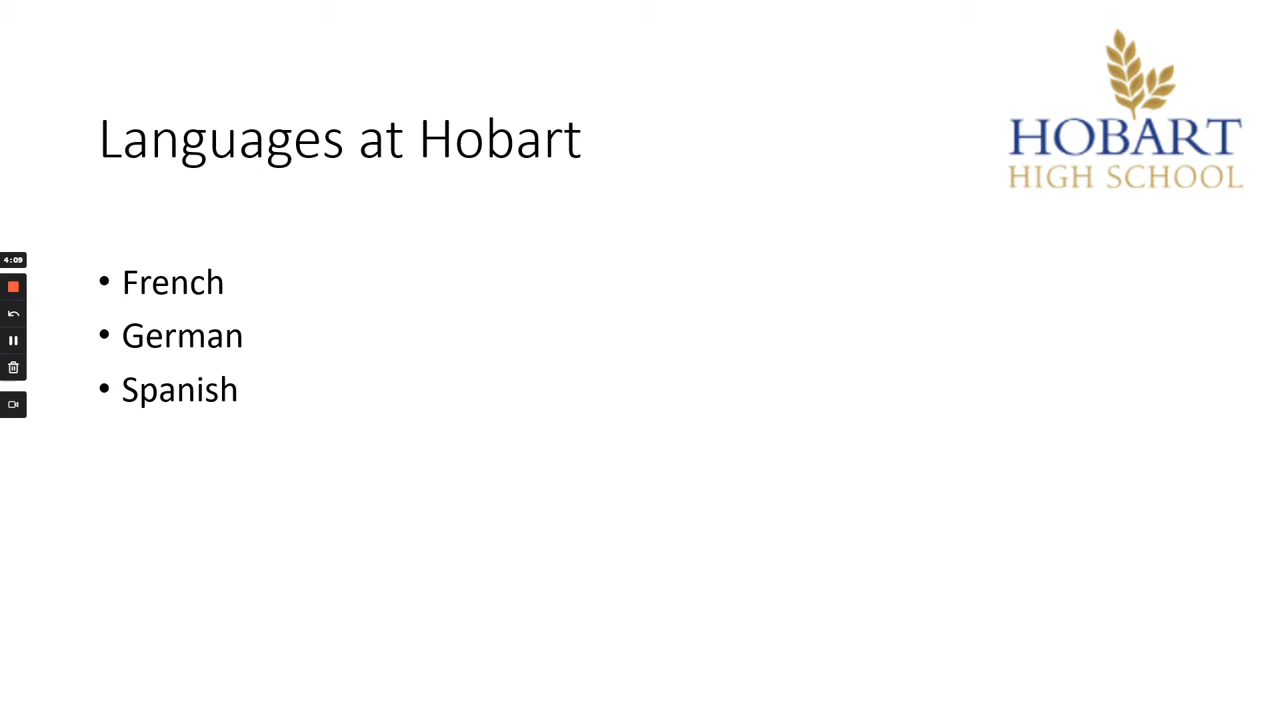 Languages at Hobart
HOBART
HIGH SCHOOL
4:09
• French
• German
• Spanish